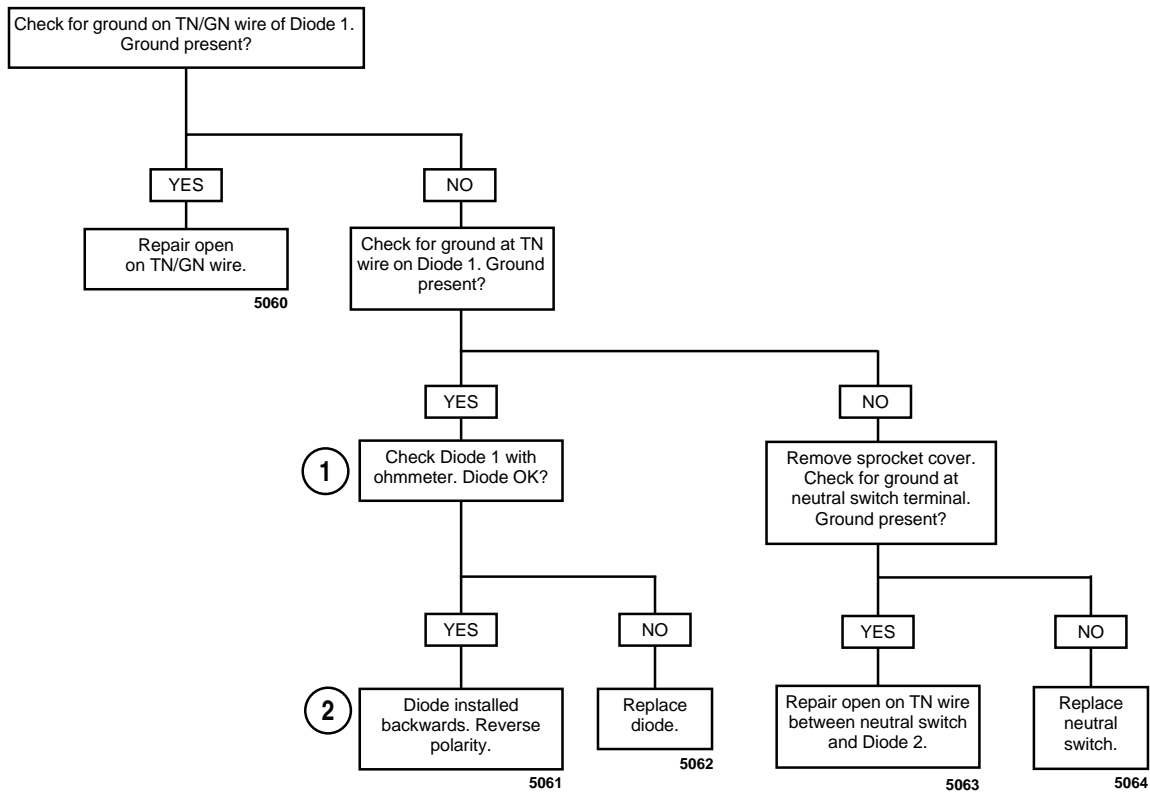 Check for ground on TN/GN wire of Diode 1.
Ground present?
YES
NO
Repair open
on TN/GN wire.
5060
Check for ground at TN
wire on Diode 1. Ground
present?
YES
NO
1
Check Diode 1 with
ohmmeter. Diode OK?
Remove sprocket cover.
Check for ground at
neutral switch terminal.
Ground present?
YES
NO
YES
NO
2
Diode installed
backwards. Reverse
polarity.
5061
Replace
diode.
5062
Repair open on TN wire
between neutral switch
and Diode 2.
5063
Replace
neutral
switch.
5064